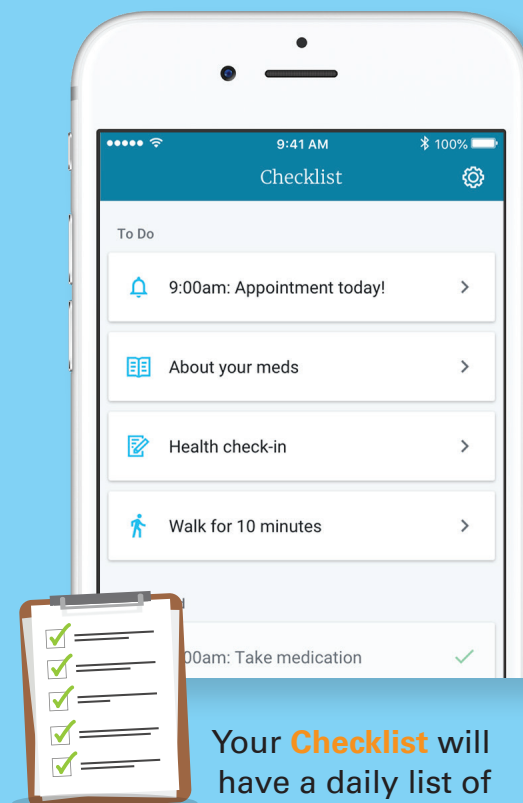 9:41 AM 100%
Checklist
To Do
9:00am: Appointment today!
About your meds
Health check-in
Walk for 10 minutes
00am: Take medication
Your Checklist will
have a daily list of